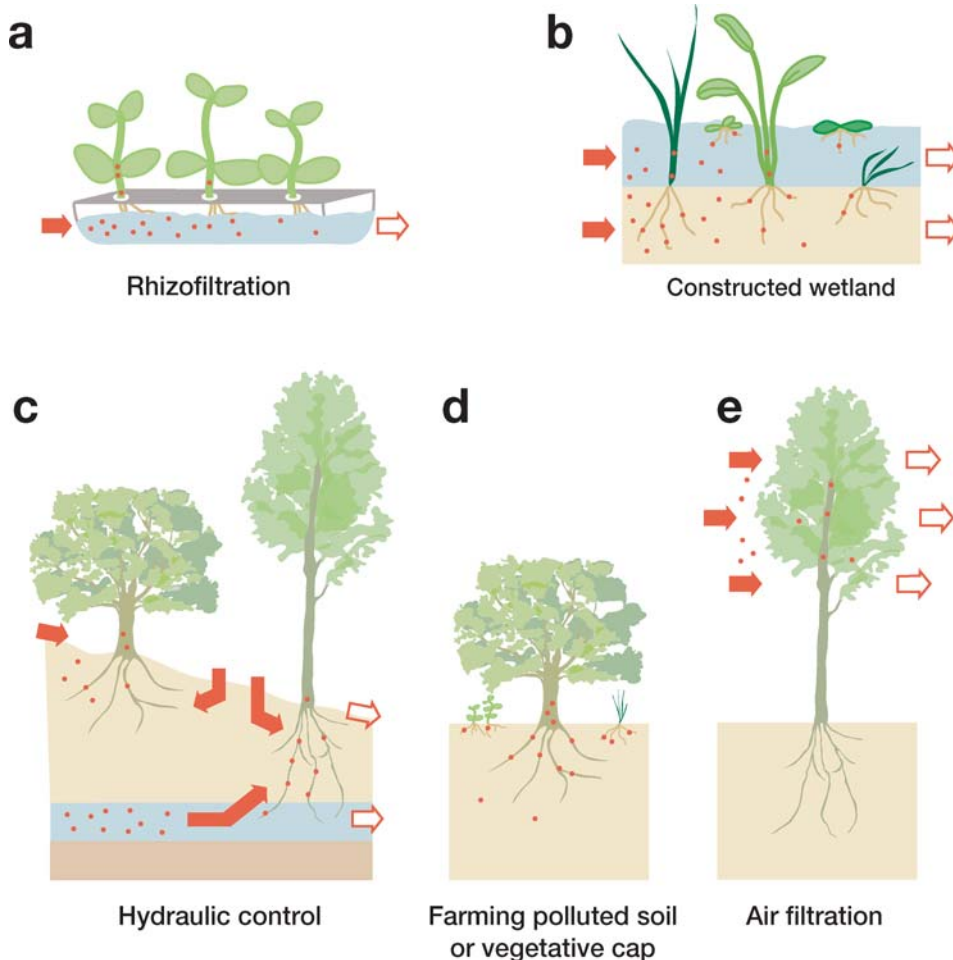 a
b
Rhizofiltration
Constructed wetland
c
d
e
Hydraulic control
Farming polluted soil
or vegetative cap
Air filtration